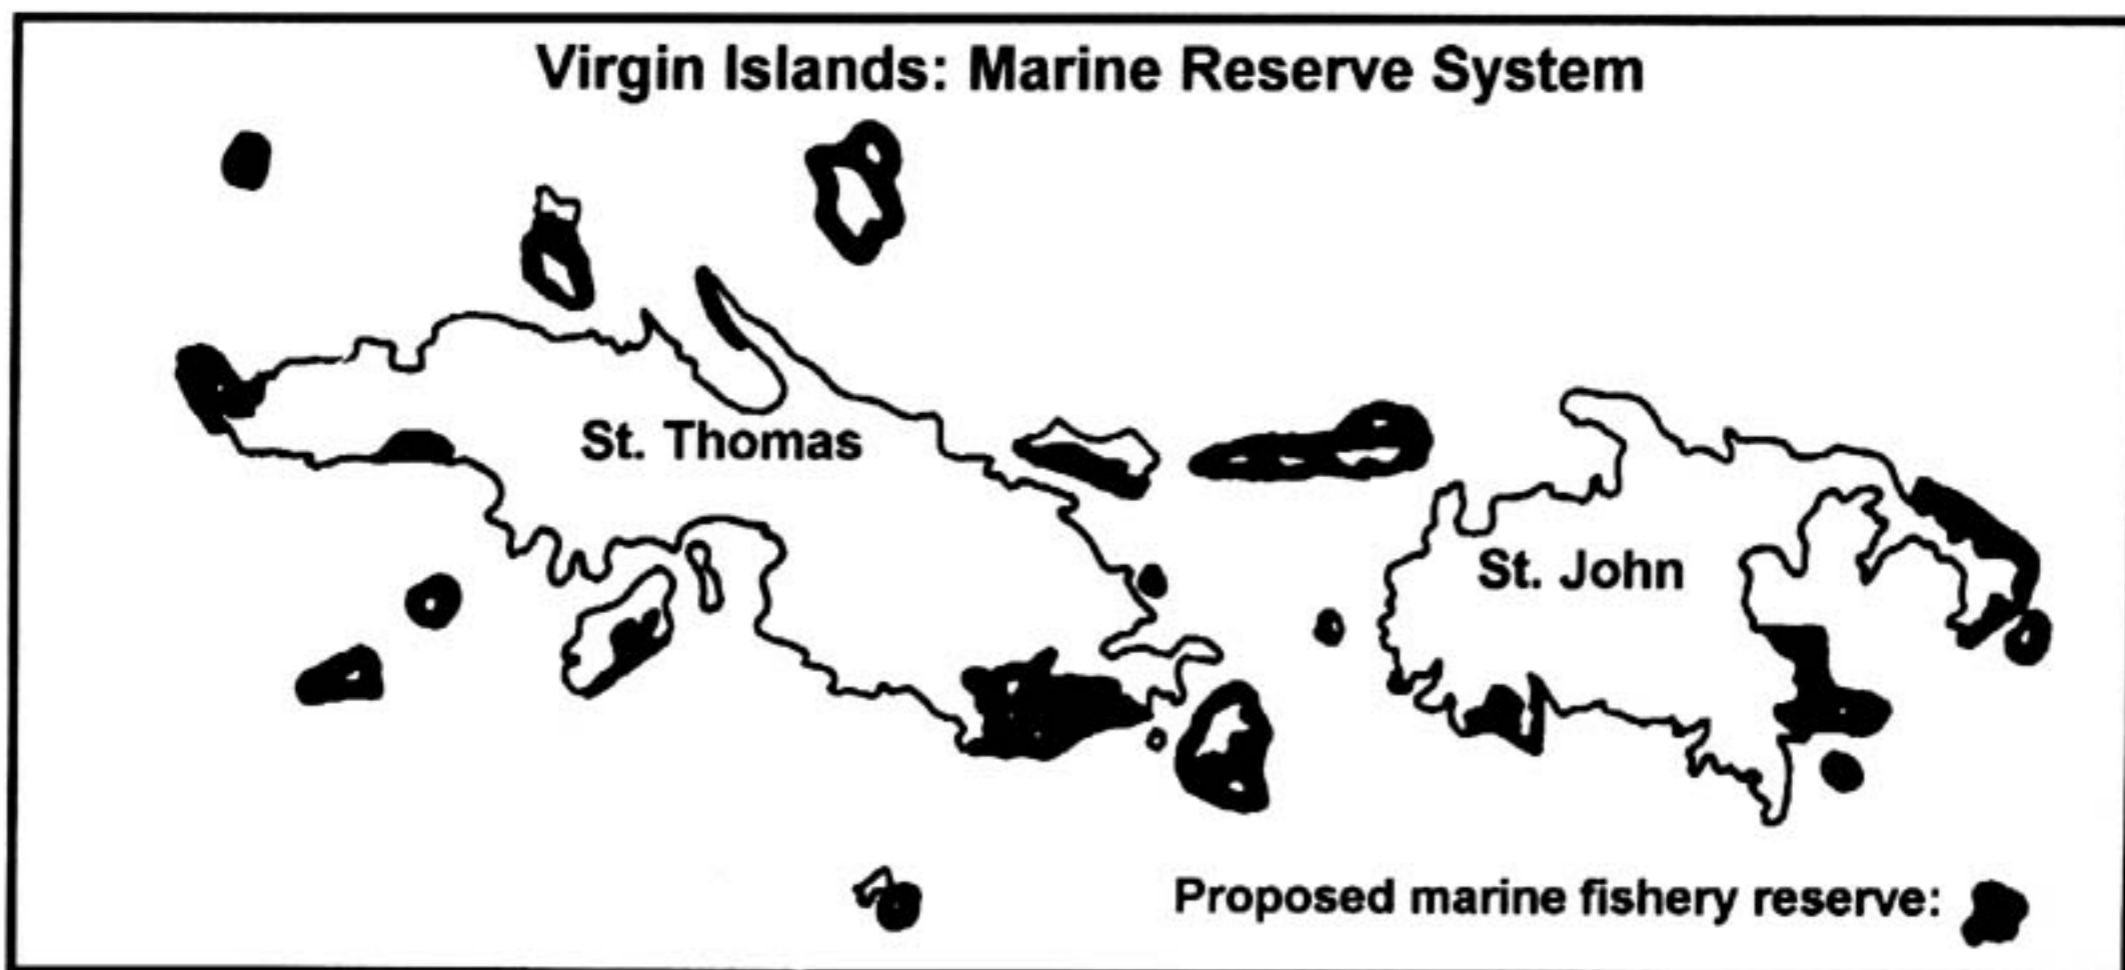 Virgin Islands: Marine Reserve System
St. Thomas
St. John
Proposed marine fishery reserve: